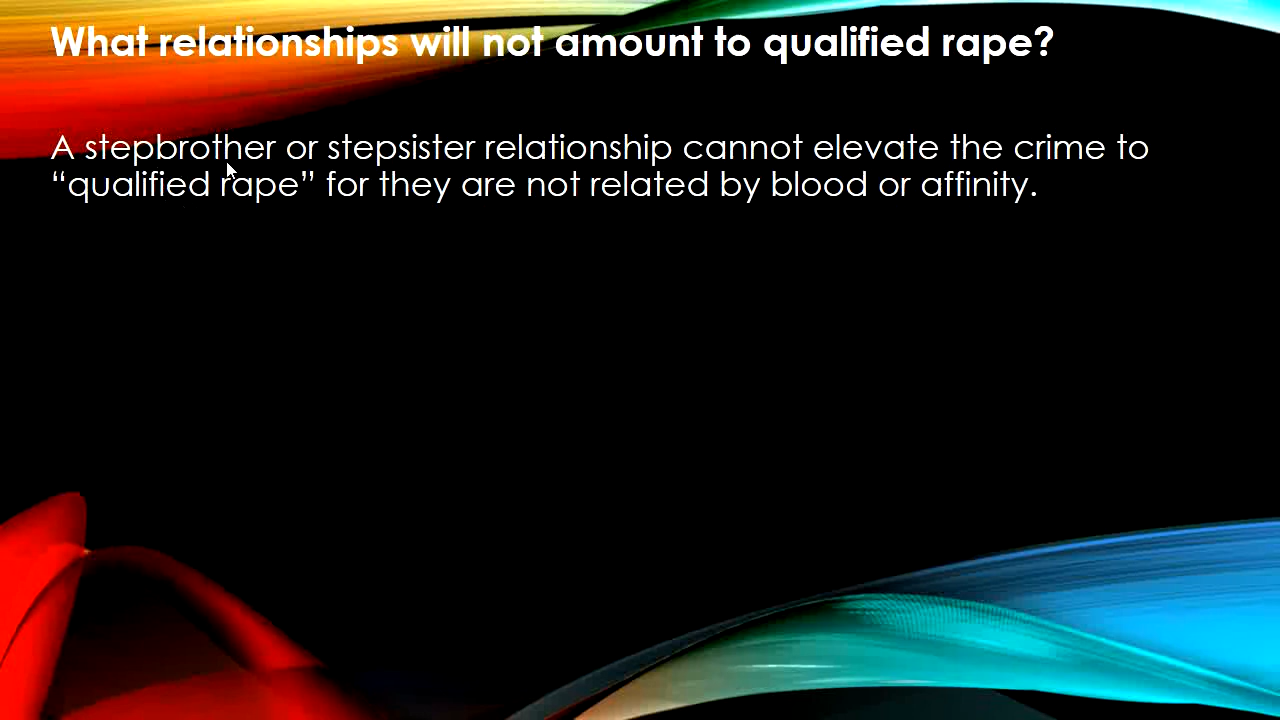 What relationships will not amount to qualified rape?
A stepbrother or stepsister relationship cannot elevate the crime to
“qualified rape” for they are not related by blood or affinity.